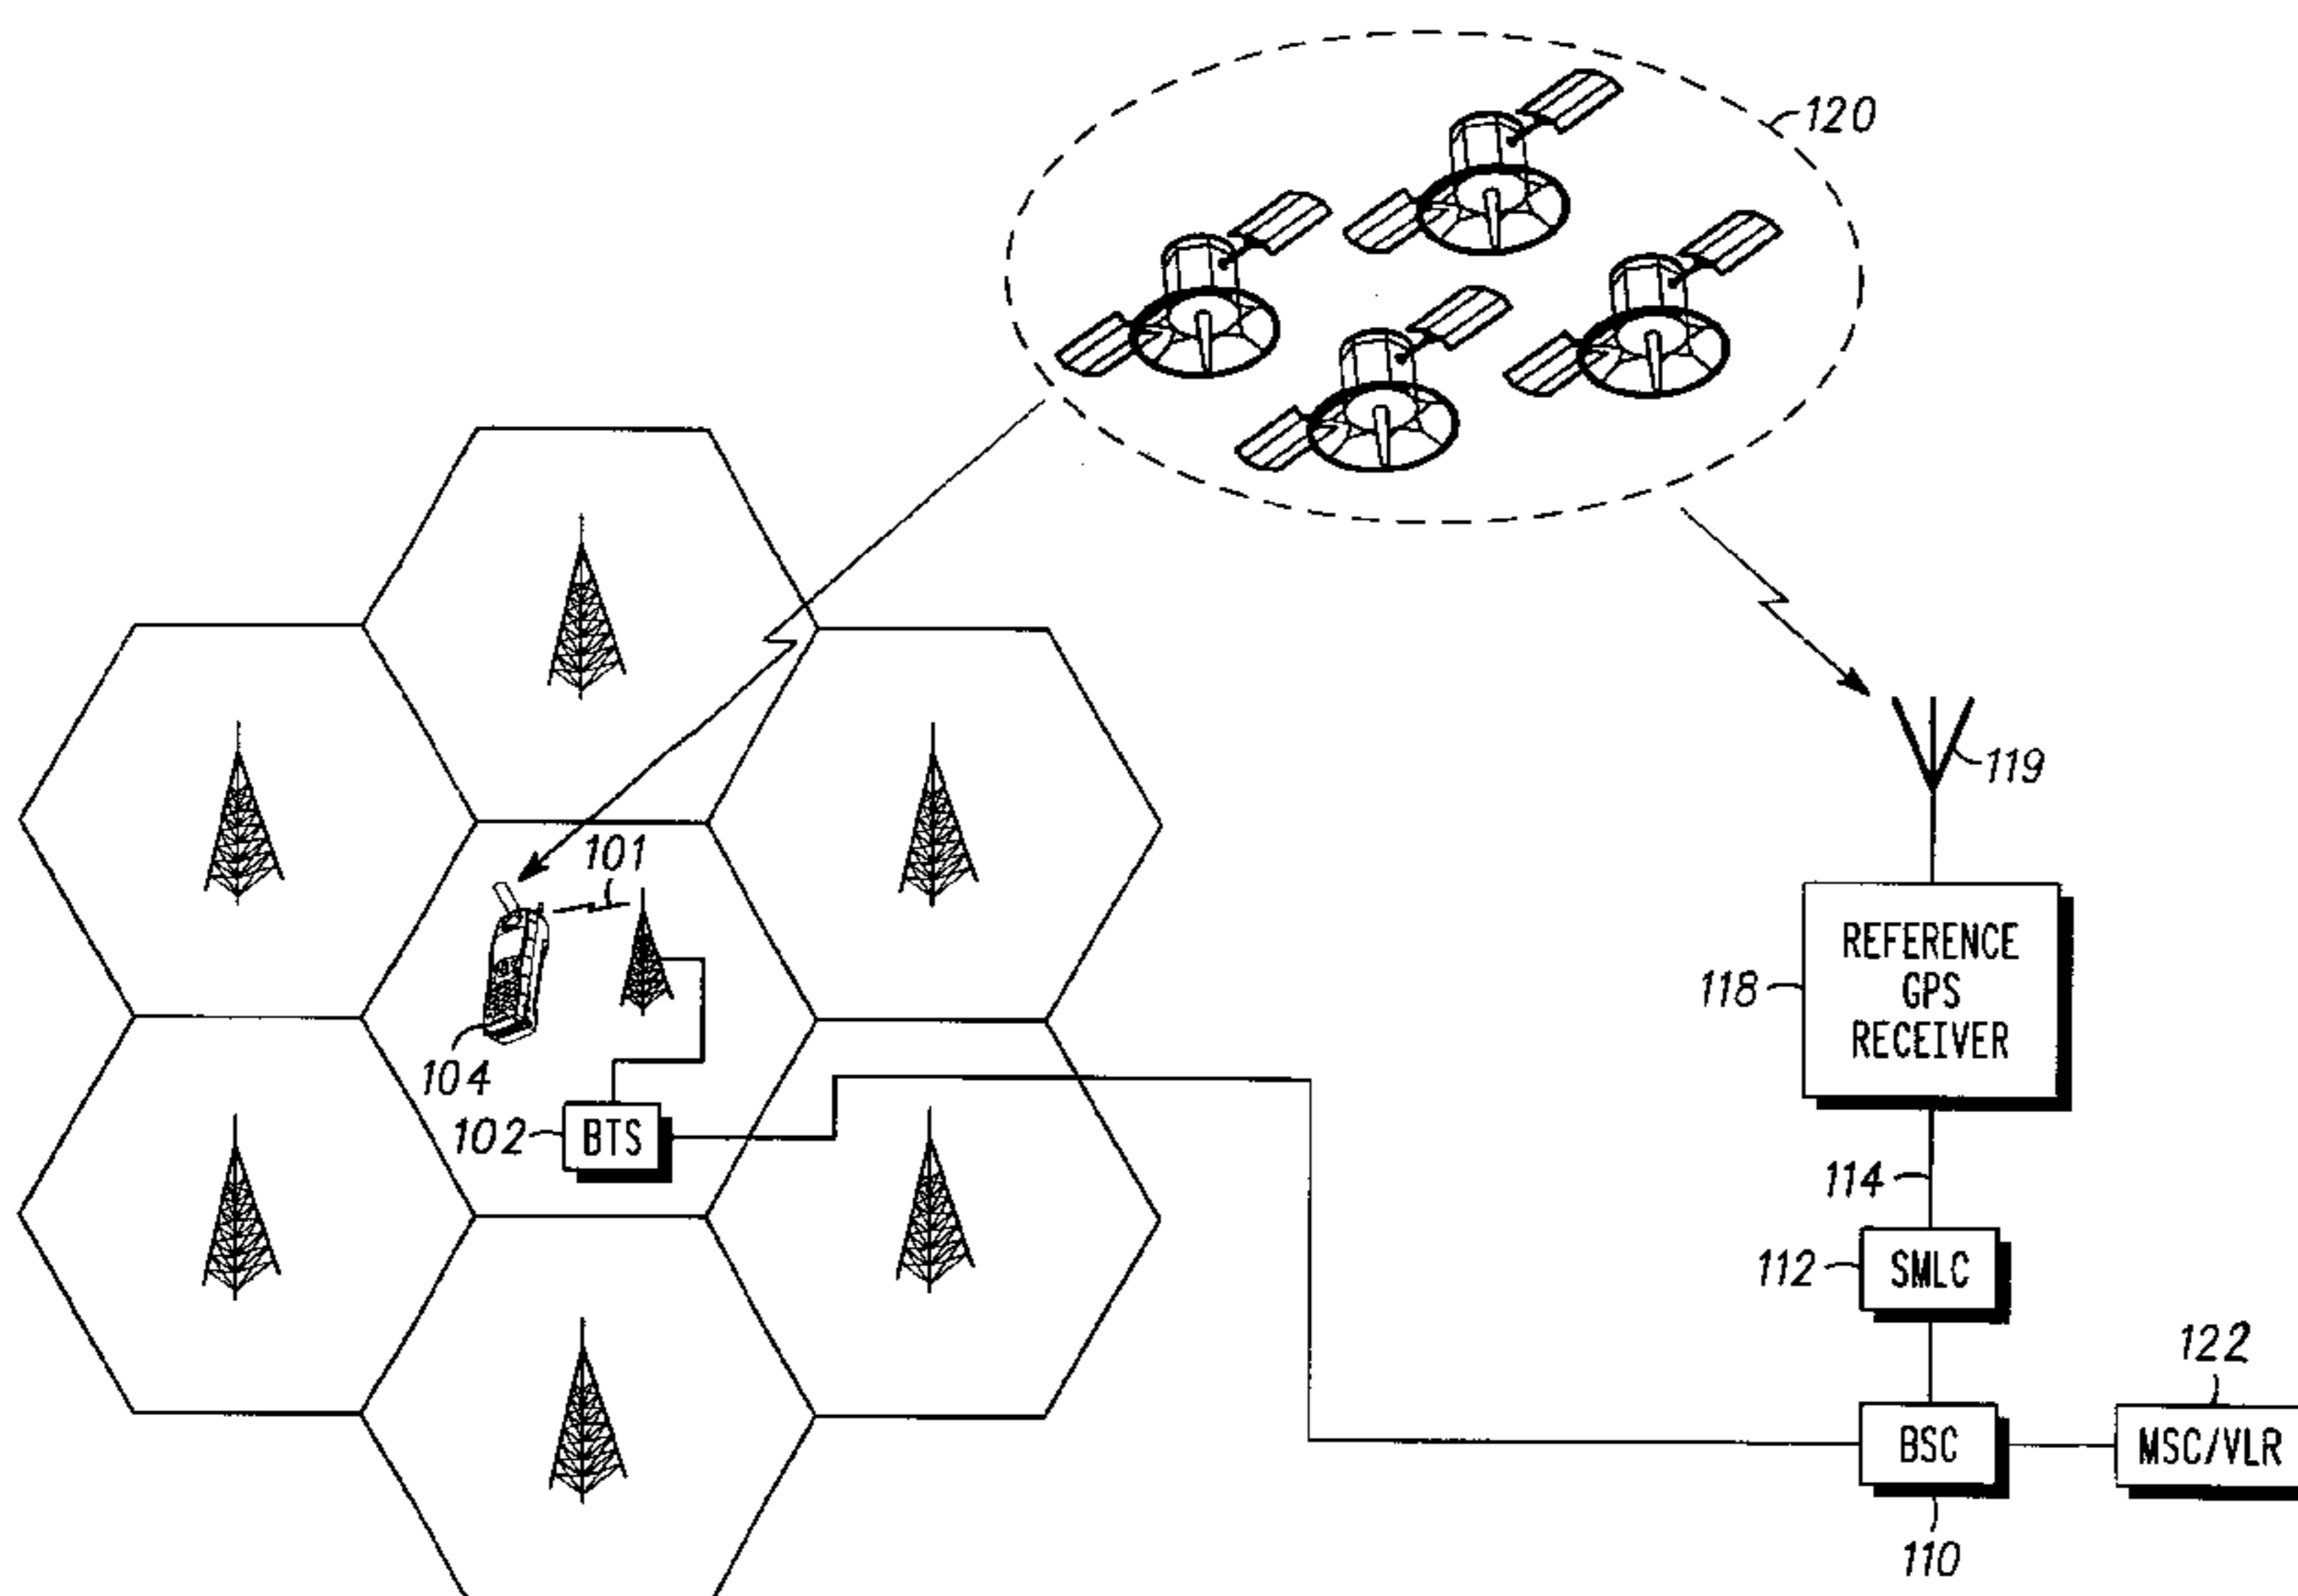 120
119
101
REFERENCE
GPS
RECEIVER
118
104
102
BTS
114
112
SMLC
122
BSC
MSC/VLR
110